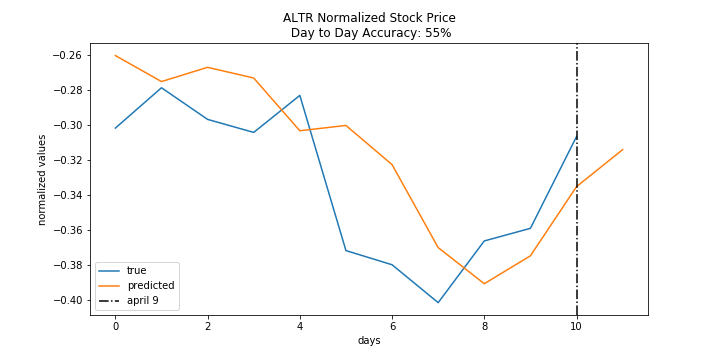 ALTR Normalized Stock Price
Day to Day Accuracy: 55%
−0.26
−0.28
−0.30
−0.32
−0.34
−0.36
−0.38
−0.40
normalized values
true
predicted
april 9
0 2 4 6 8 10
days